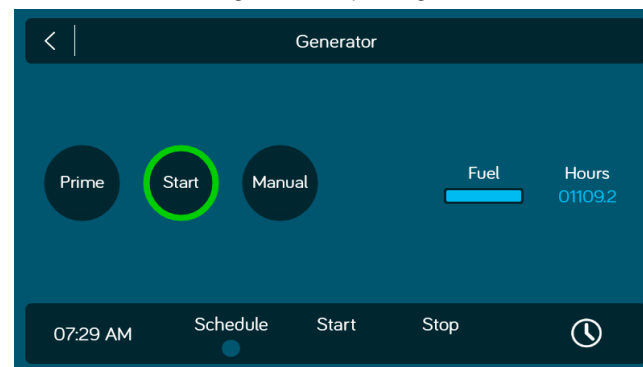 Generator
Prime
Start
Manual
Fuel
Hours
01109.2
07:29 AM
Schedule
Start
Stop